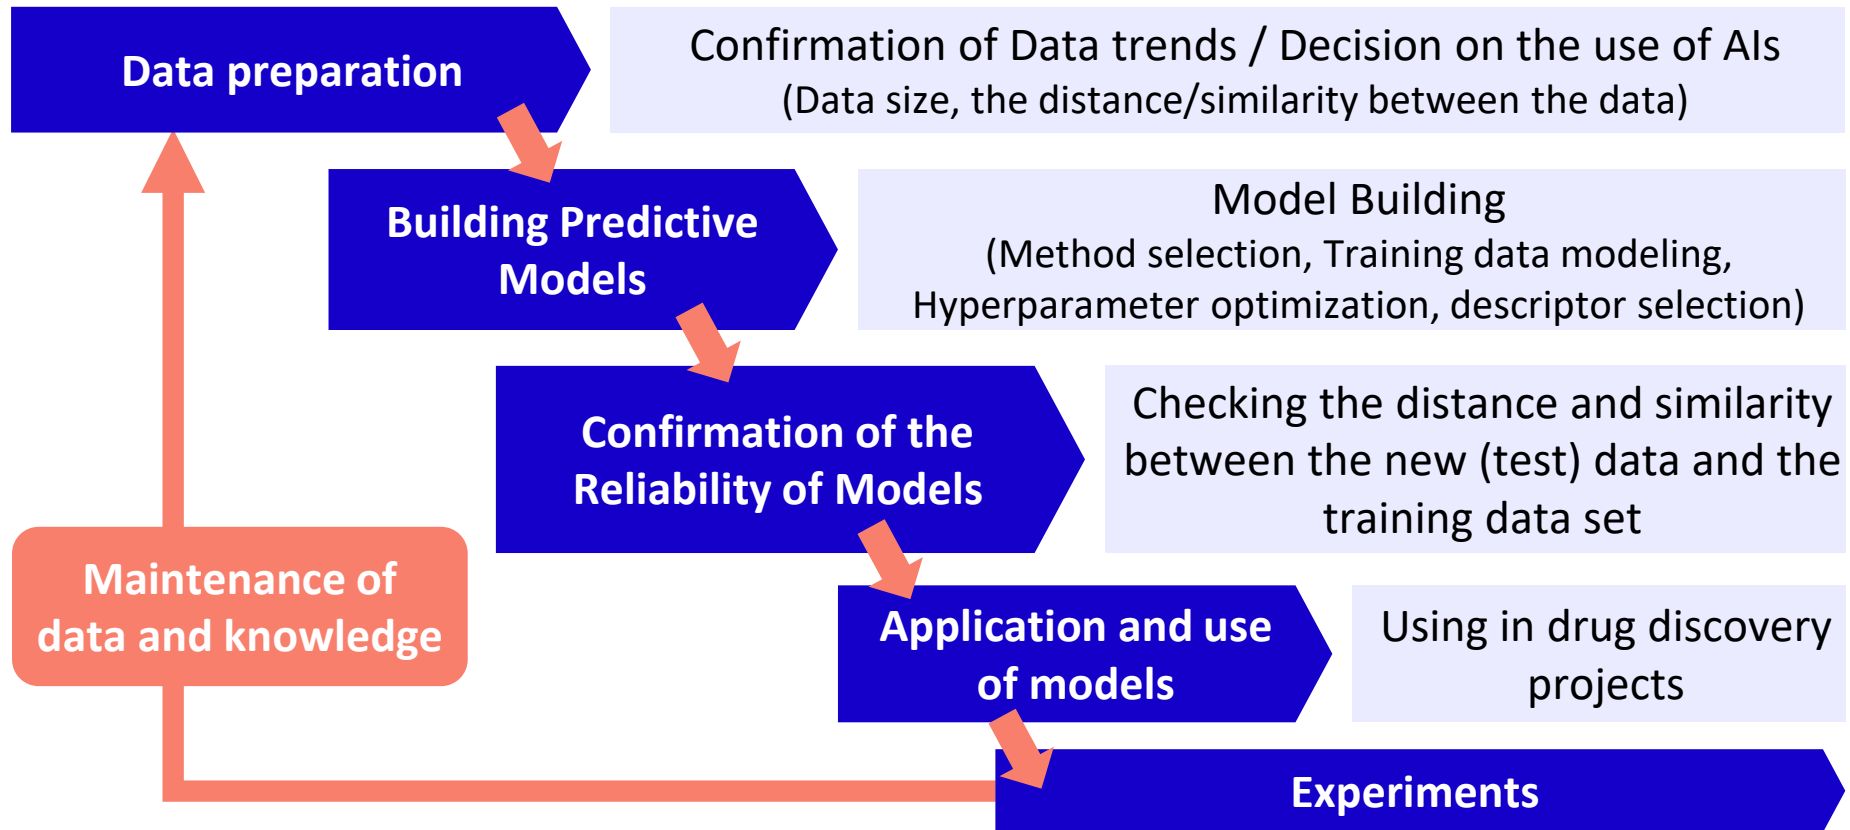 Data preparation
Confirmation of Data trends / Decision on the use of AIs
(Data size, the distance/similarity between the data)
Building Predictive
Models
Model Building
(Method selection, Training data modeling,
Hyperparameter optimization, descriptor selection)
Confirmation of the
Reliability of Models
Checking the distance and similarity
between the new (test) data and the
training data set
Maintenance of
data and knowledge
Application and use
of models
Using in drug discovery
projects
Experiments